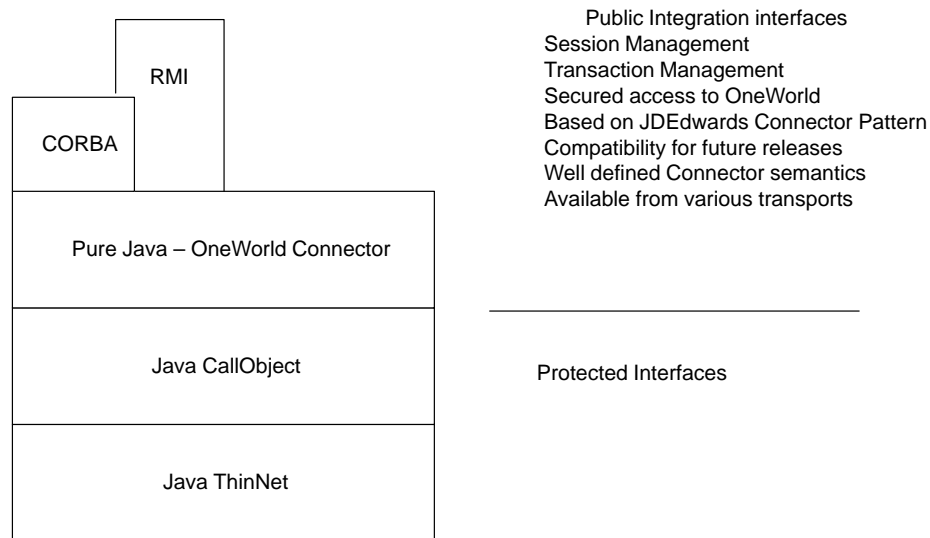 RMI
CORBA
Pure Java – OneWorld Connector
Java CallObject
Java ThinNet
Public Integration interfaces
Session Management
Transaction Management
Secured access to OneWorld
Based on JDEdwards Connector Pattern
Compatibility for future releases
Well defined Connector semantics
Available from various transports
Protected Interfaces